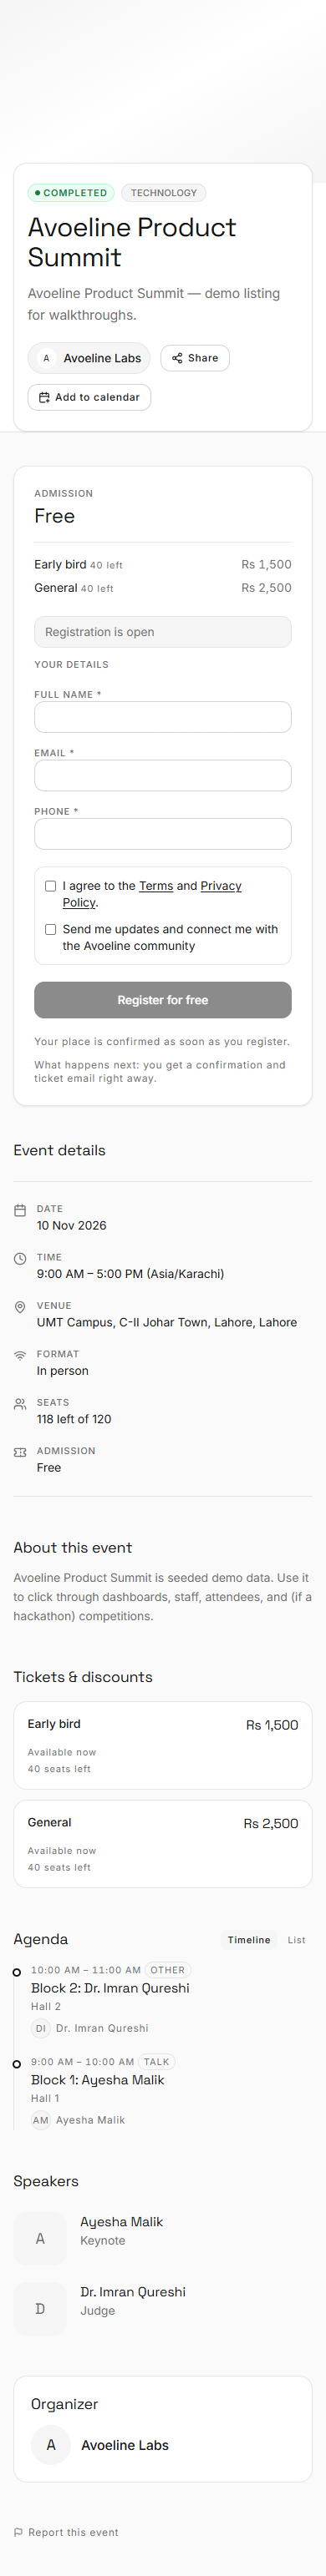 COMPLETED
TECHNOLOGY
Avoeline Product
Summit
Avoeline Product Summit — demo listing
for walkthroughs.
A
Avoeline Labs
Share
Add to calendar
ADMISSION
Free
Early bird 40 left Rs 1,500
General 40 left Rs 2,500
Registration is open
YOUR DETAILS
FULL NAME *
EMAIL *
PHONE *
I agree to the Terms and Privacy
Policy.
Send me updates and connect me with
the Avoeline community
Register for free
Your place is confirmed as soon as you register.
What happens next: you get a confirmation and
ticket email right away.
Event details
DATE
10 Nov 2026
TIME
9:00 AM – 5:00 PM (Asia/Karachi)
VENUE
UMT Campus, C-II Johar Town, Lahore, Lahore
FORMAT
In person
SEATS
118 left of 120
ADMISSION
Free
About this event
Avoeline Product Summit is seeded demo data. Use it
to click through dashboards, staff, attendees, and (if a
hackathon) competitions.
Tickets & discounts
Early bird Rs 1,500
Available now
40 seats left
General Rs 2,500
Available now
40 seats left
Agenda
Timeline List
10:00 AM – 11:00 AM OTHER
Block 2: Dr. Imran Qureshi
Hall 2
DI Dr. Imran Qureshi
9:00 AM – 10:00 AM TALK
Block 1: Ayesha Malik
Hall 1
AM Ayesha Malik
Speakers
A
Ayesha Malik
Keynote
D
Dr. Imran Qureshi
Judge
Organizer
A
Avoeline Labs
Report this event